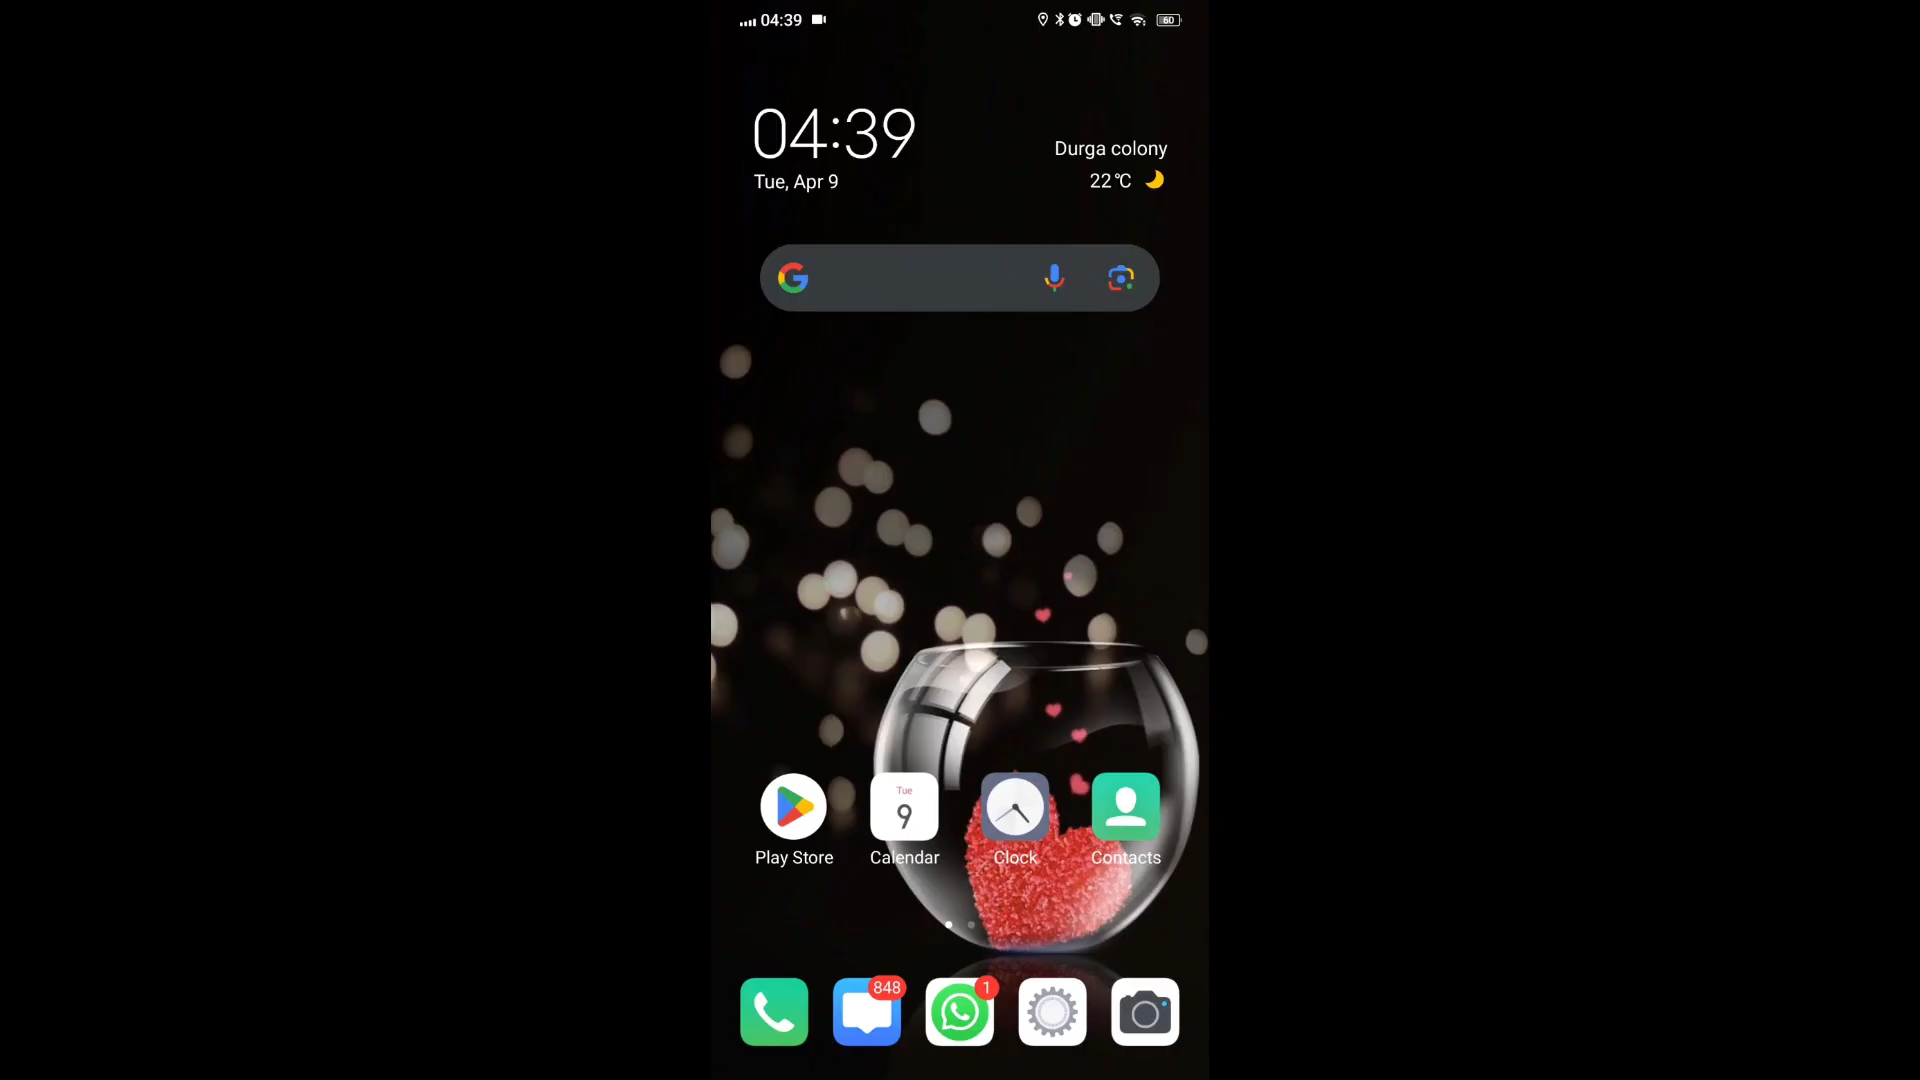 04:39
60
04:39
Tue, Apr 9
Durga colony
22℃
Tue
9
Play Store
Calendar
Clock
Contacts
848
1